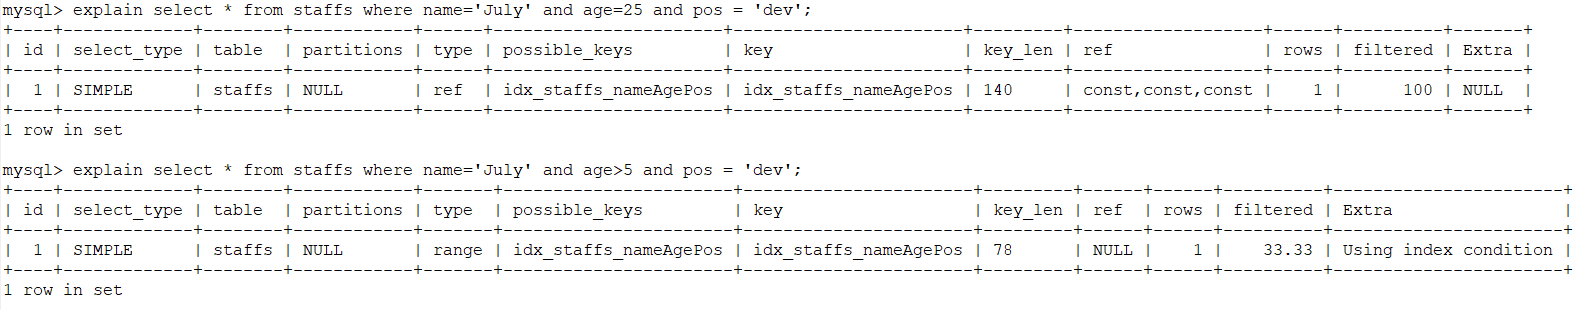 mysql> explain select * from staffs where name='July' and age=25 and pos = 'dev';
+----+-------------+--------+------------+------+-----------------------+-----------------------+---------+-------------------+------+----------+-------+
| id | select_type | table  | partitions | type | possible_keys         | key                   | key_len | ref               | rows | filtered | Extra |
+----+-------------+--------+------------+------+-----------------------+-----------------------+---------+-------------------+------+----------+-------+
|  1 | SIMPLE      | staffs | NULL       | ref  | idx_staffs_nameAgePos | idx_staffs_nameAgePos | 140     | const,const,const |    1 |      100 | NULL  |
+----+-------------+--------+------------+------+-----------------------+-----------------------+---------+-------------------+------+----------+-------+
1 row in set
mysql> explain select * from staffs where name='July' and age>5 and pos = 'dev';
+----+-------------+--------+------------+-------+-----------------------+-----------------------+---------+------+------+----------+-----------------------+
| id | select_type | table  | partitions | type  | possible_keys         | key                   | key_len | ref  | rows | filtered | Extra                 |
+----+-------------+--------+------------+-------+-----------------------+-----------------------+---------+------+------+----------+-----------------------+
|  1 | SIMPLE      | staffs | NULL       | range | idx_staffs_nameAgePos | idx_staffs_nameAgePos | 78      | NULL |    1 |    33.33 | Using index condition |
+----+-------------+--------+------------+-------+-----------------------+-----------------------+---------+------+------+----------+-----------------------+
1 row in set